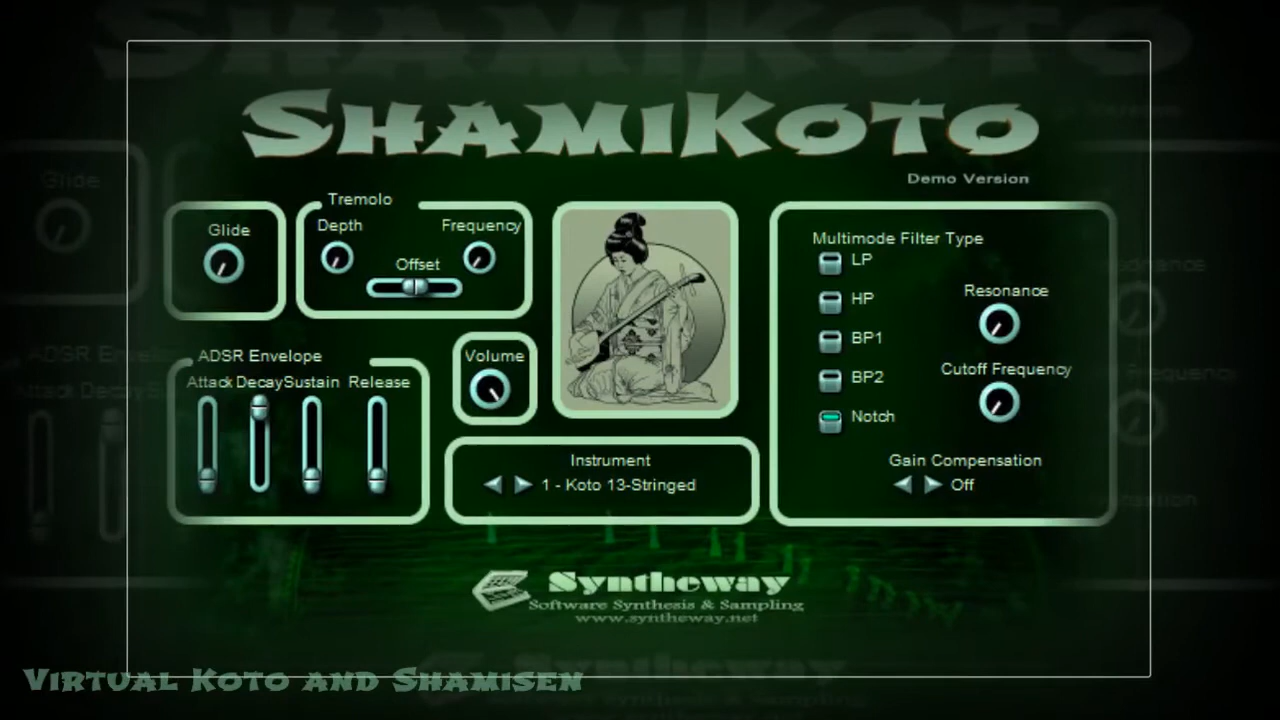 SHAMIKOTO
Demo Version
Glide
Tremolo
Depth
Frequency
Offset
ADSR Envelope
Attack Decay Sustain Release
Volume
Instrument
1 - Koto 13-Stringed
Multimode Filter Type
LP
HP
BP1
BP2
Notch
Resonance
Cutoff Frequency
Gain Compensation
Off
Syntheway
Software Synthesis & Sampling
www.syntheway.net
VIRTUAL KOTO AND SHAMISEN